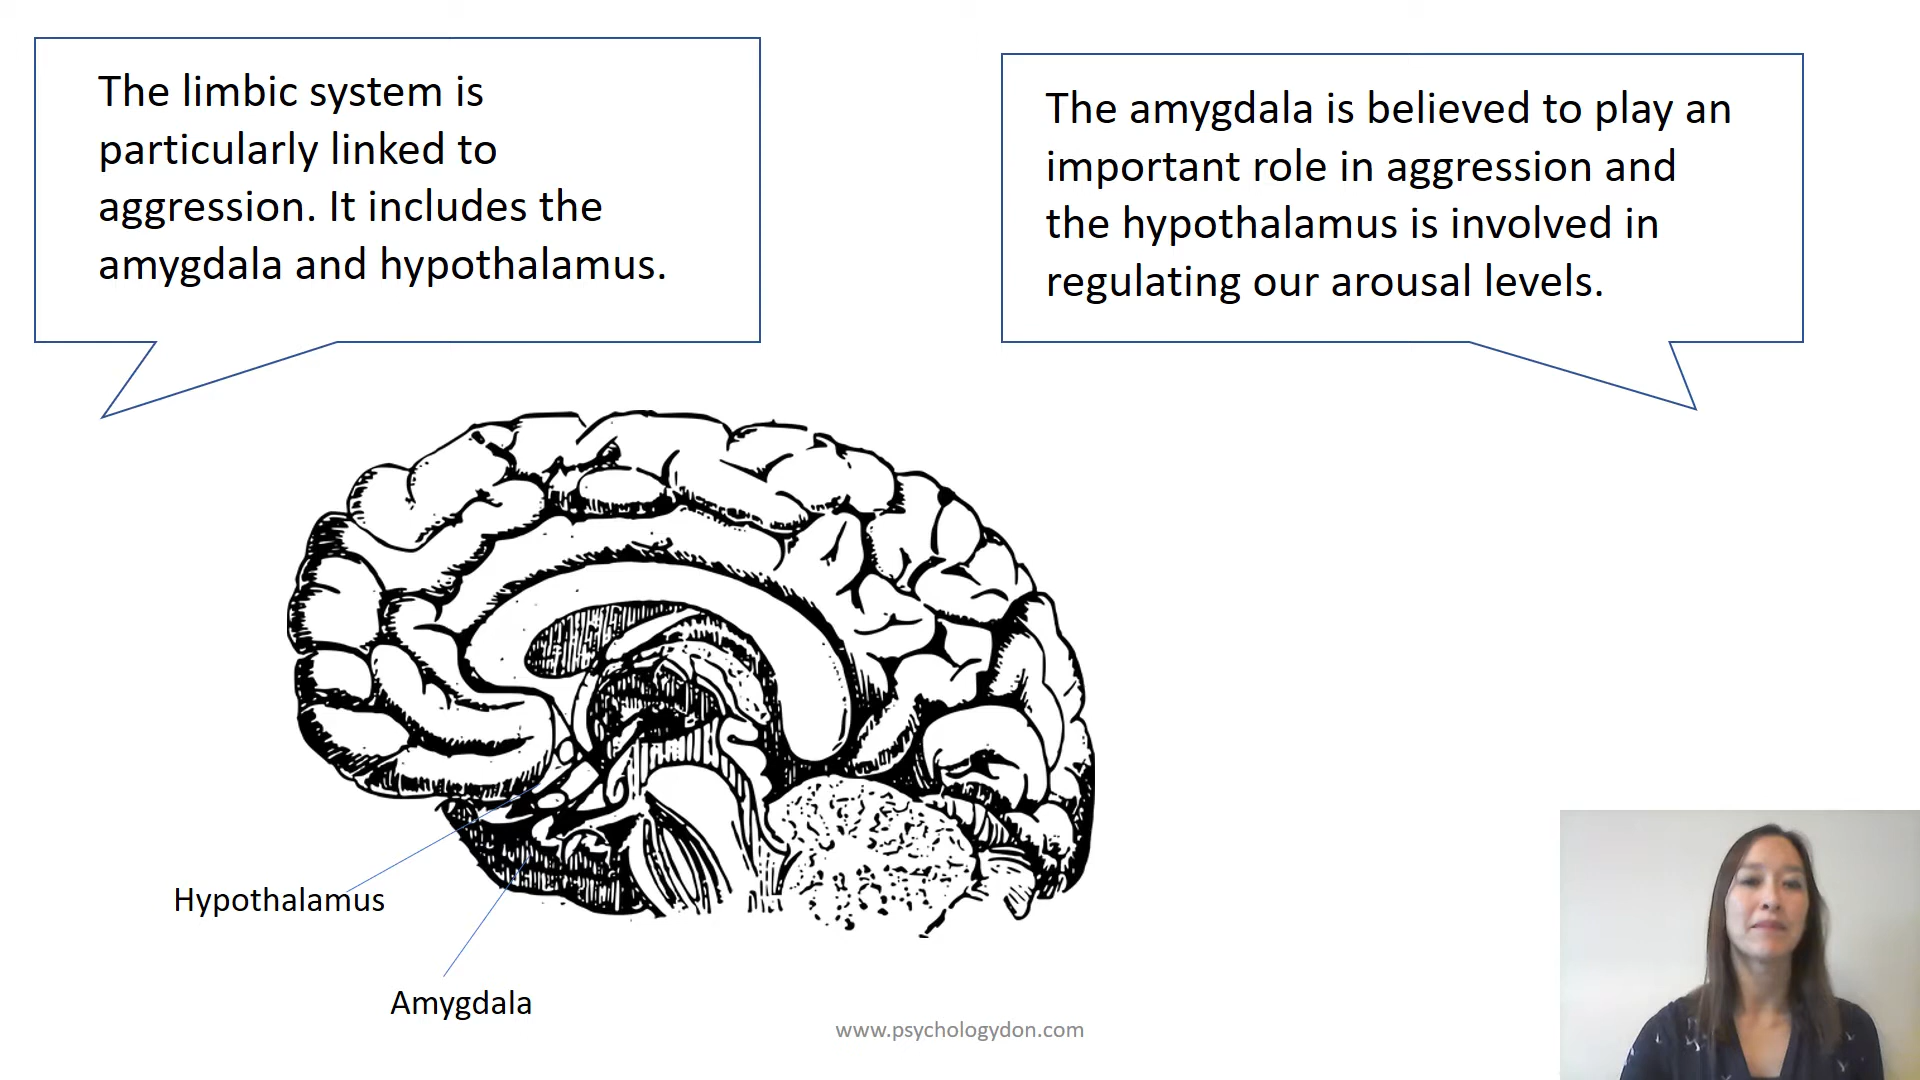 The limbic system is
particularly linked to
aggression. It includes the
amygdala and hypothalamus.
The amygdala is believed to play an
important role in aggression and
the hypothalamus is involved in
regulating our arousal levels.
Hypothalamus
Amygdala
www.psychologydon.com